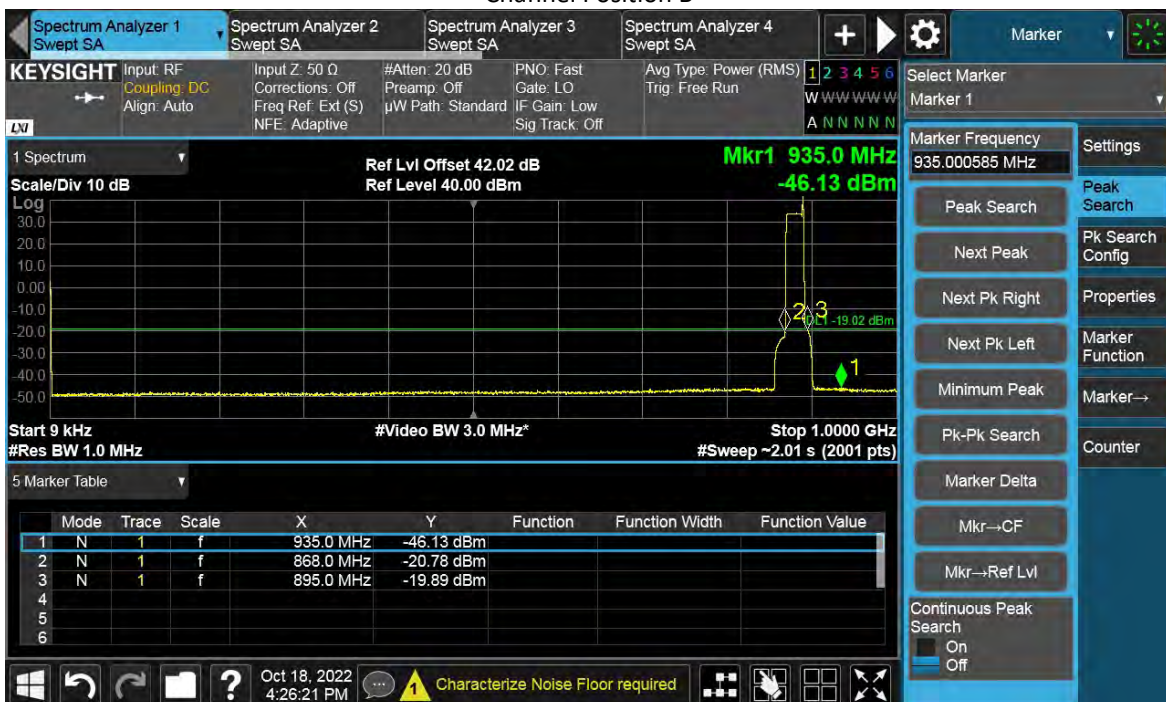 Channel Position B
Spectrum Analyzer 1
Swept SA
Spectrum Analyzer 2
Swept SA
Spectrum Analyzer 3
Swept SA
Spectrum Analyzer 4
Swept SA
+
Marker
KEYSIGHT
LXI
Input: RF
Coupling: DC
Align: Auto
Input Z: 50 Ω
Corrections: Off
Freq Ref: Ext (S)
NFE: Adaptive
#Atten: 20 dB
Preamp: Off
µW Path: Standard
PNO: Fast
Gate: LO
IF Gain: Low
Sig Track: Off
Avg Type: Power (RMS)
Trig: Free Run
1 2 3 4 5 6
W W W W W W
A N N N N N
Select Marker
Marker 1
1 Spectrum
Scale/Div 10 dB
Ref Lvl Offset 42.02 dB
Ref Level 40.00 dBm
Mkr1 935.0 MHz
-46.13 dBm
Log
30.0
20.0
10.0
0.00
-10.0
-20.0
-30.0
-40.0
-50.0
2
3
DL1 -19.02 dBm
1
Start 9 kHz
#Res BW 1.0 MHz
#Video BW 3.0 MHz*
Stop 1.0000 GHz
#Sweep ~2.01 s (2001 pts)
5 Marker Table
Mode Trace Scale X Y Function Function Width Function Value
1 N 1 f 935.0 MHz -46.13 dBm
2 N 1 f 868.0 MHz -20.78 dBm
3 N 1 f 895.0 MHz -19.89 dBm
4
5
6
Marker Frequency
935.000585 MHz
Peak Search
Next Peak
Next Pk Right
Next Pk Left
Minimum Peak
Pk-Pk Search
Marker Delta
Mkr→CF
Mkr→Ref Lvl
Continuous Peak
Search
On
Off
Settings
Peak
Search
Pk Search
Config
Properties
Marker
Function
Marker→
Counter
?
Oct 18, 2022
4:26:21 PM
1
Characterize Noise Floor required